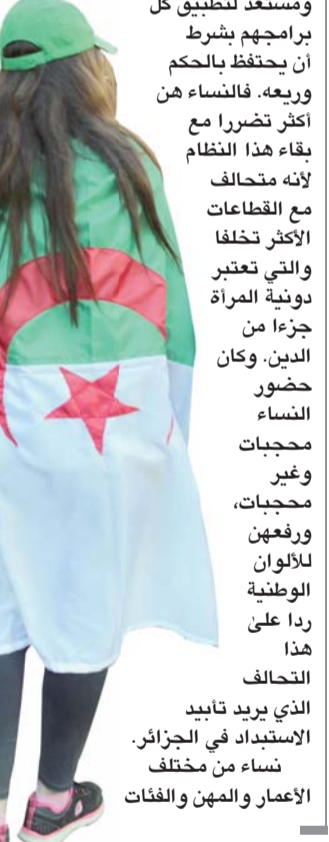 ومستعد لتطبيق كل
برامجهم بشرط
أن يحتفظ بالحكم
وريعه. فالنساء هن
أكثر تضررا مع
بقاء هذا النظام
لأنه متحالف
مع القطاعات
الأكثر تخلفا
والتي تعتبر
دونية المرأة
جزءا من
الدين. وكان
حضور
النساء
محجبات
وغير
محجبات،
ورفعهن
للألوان
الوطنية
ردا على
هذا
التحالف
الذي يريد تأبيد
الاستبداد في الجزائر.
نساء من مختلف
الأعمار والمهن والفئات